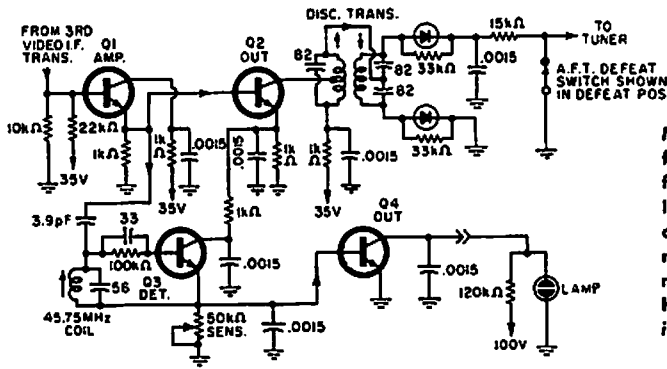 DISC. TRANS.
FROM 3RD
VIDEO I.F.
TRANS.
Q1
AMP.
Q2
OUT
15kΩ
TO
TUNER
82
82
82
33kΩ
.0015
A.F.T. DEFEAT
SWITCH SHOWN
IN DEFEAT POS
10kΩ
22kΩ
1kΩ
35V
1kΩ
.0015
35V
.0015
1kΩ
1kΩ
1kΩ
35V
.0015
33kΩ
3.9pF
33
100kΩ
Q3
DET.
.0015
Q4
OUT
56
45.75MHz
COIL
50kΩ
SENS.
.0015
.0015
120kΩ
100V
LAMP